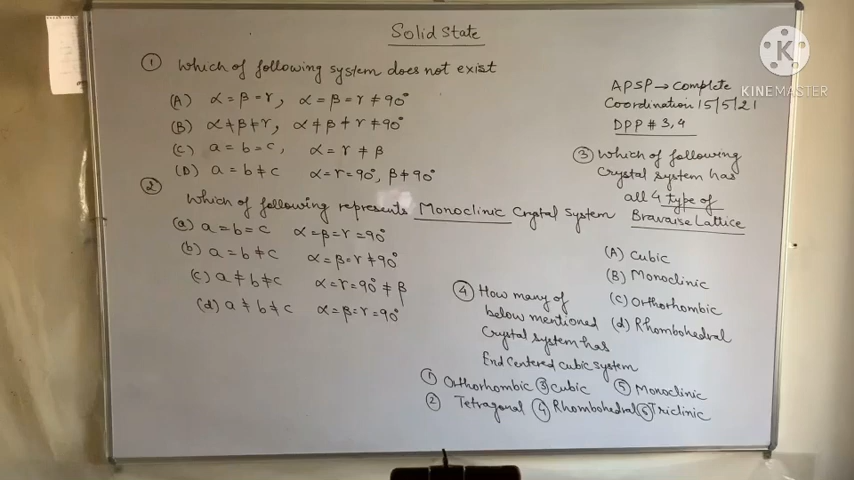 Solid State
① Which of following system does not exist
(A) α = β = γ, α = β = γ ≠ 90°
(B) α ≠ β ≠ γ, α ≠ β ≠ γ ≠ 90°
(C) a = b = c, α = γ ≠ β
(D) a = b ≠ c α = γ = 90°, β ≠ 90°
② Which of following represents Monoclinic Crystal System
(a) a = b = c α = β = γ = 90°
(b) a = b ≠ c α = β = γ ≠ 90°
(c) a ≠ b ≠ c α = γ = 90° ≠ β
(d) a ≠ b ≠ c α = β = γ = 90°
K
KINEMASTER
APSP → Complete
Coordination 15/5/21
DPP # 3, 4
③ Which of following
Crystal system has
all 4 type of
Bravaise Lattice
(A) Cubic
(B) Monoclinic
(C) Orthorhombic
(d) Rhombohedral
④ How many of
below mentioned
Crystal system has
End Centered cubic system
① Orthorhombic ③ Cubic ⑤ Monoclinic
② Tetragonal ④ Rhombohedral ⑥ Triclinic